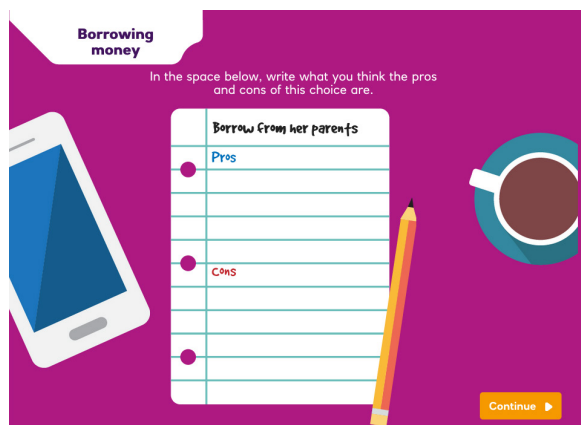 Borrowing
money
In the space below, write what you think the pros
and cons of this choice are.
Borrow from her parents
Pros
Cons
Continue